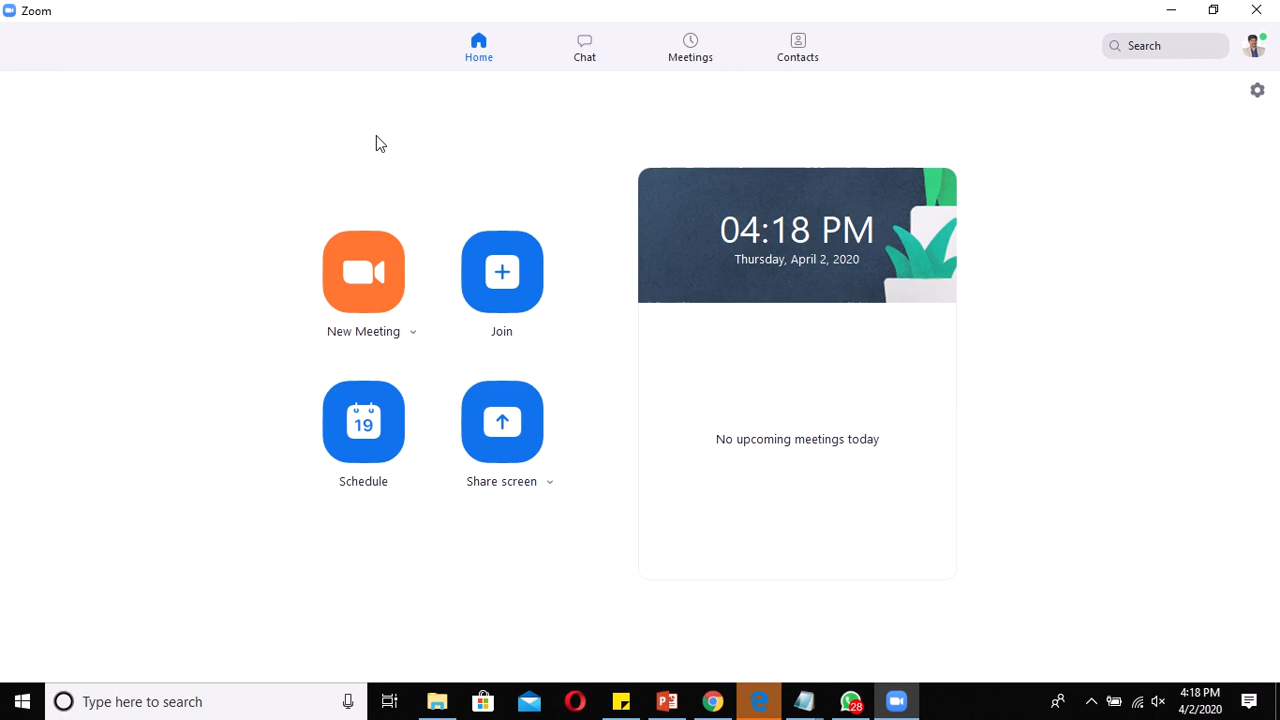 Zoom
Home
Chat
Meetings
Contacts
Search
04:18 PM
Thursday, April 2, 2020
New Meeting
Join
19
Schedule
Share screen
No upcoming meetings today
Type here to search
28
4:18 PM
4/2/2020